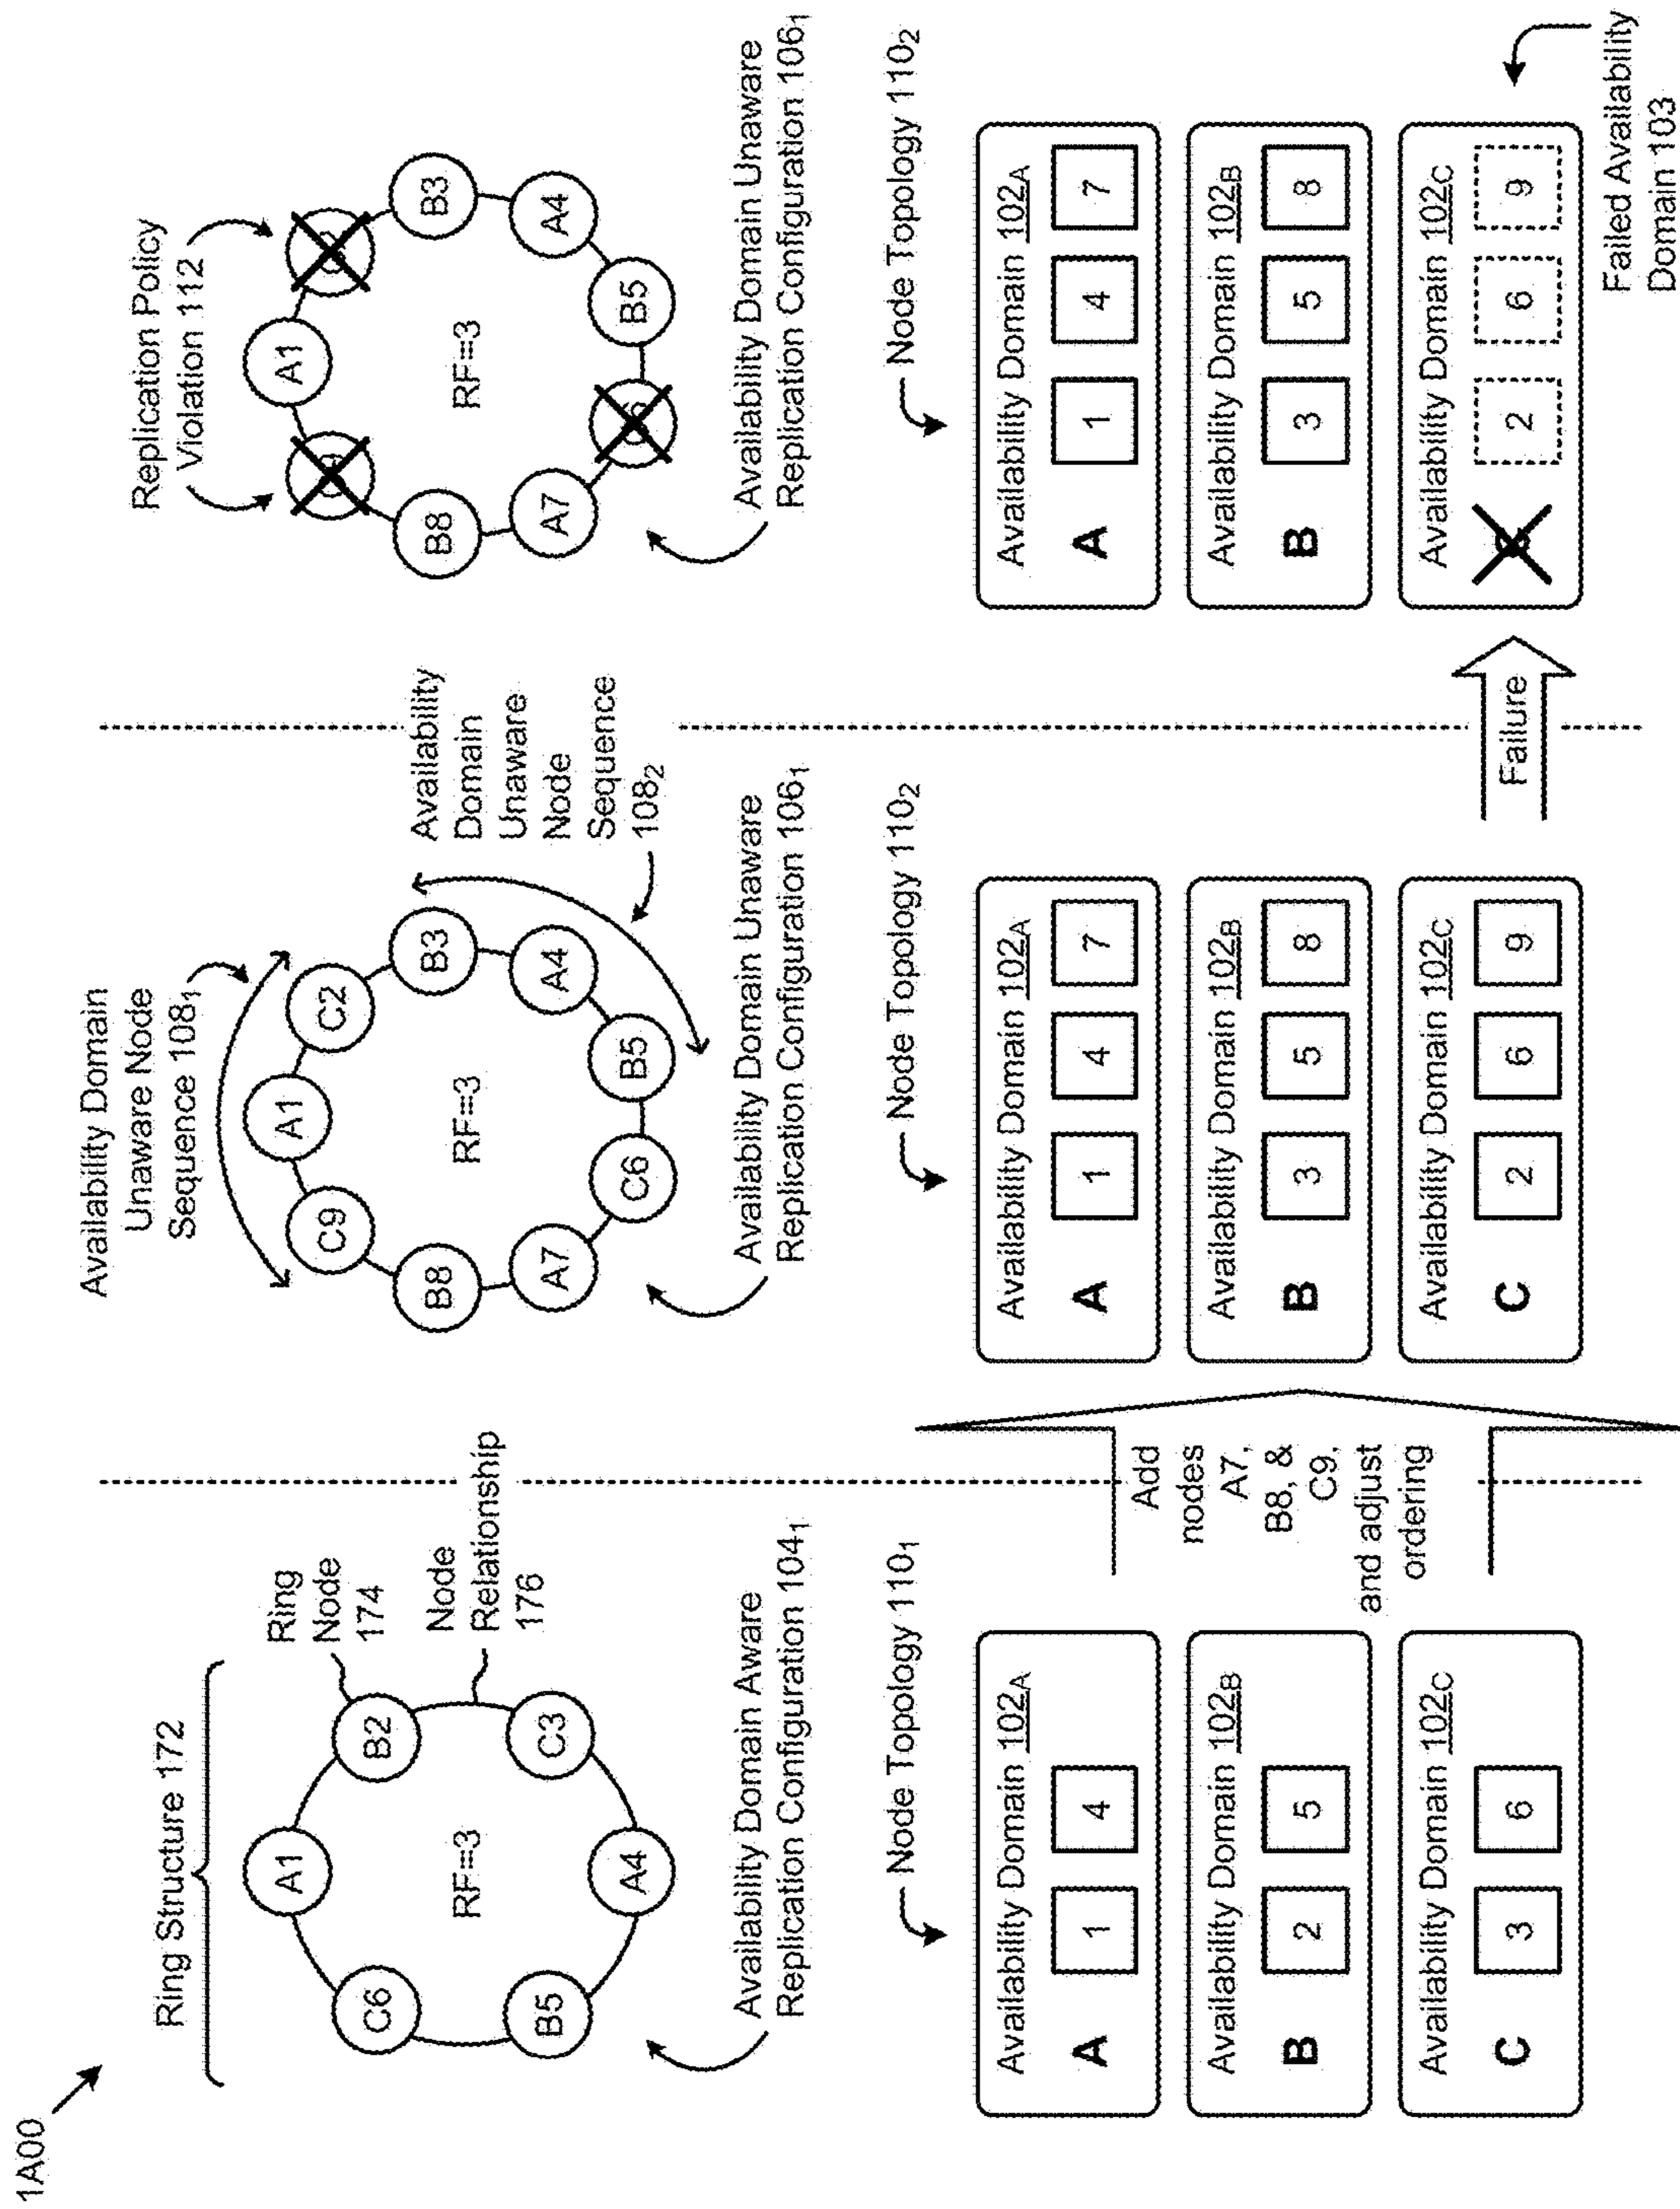 1A00
Ring Structure 172
A1
B2
C3
A4
B5
C6
RF=3
Ring
Node
174
Node
Relationship
176
Availability Domain Aware
Replication Configuration 104₁
Node Topology 110₁
Availability Domain 102A
A
1
4
Availability Domain 102B
B
2
5
Availability Domain 102C
C
3
6
Add
nodes
A7,
B8, &
C9,
and adjust
ordering
Availability Domain
Unaware Node
Sequence 108₁
A1
C2
B3
A4
B5
C6
A7
B8
C9
RF=3
Availability
Domain
Unaware
Node
Sequence
108₂
Availability Domain Unaware
Replication Configuration 106₁
Node Topology 110₂
Availability Domain 102A
A
1
4
7
Availability Domain 102B
B
3
5
8
Availability Domain 102C
C
2
6
9
Failure
Replication Policy
Violation 112
A1
B3
A4
B5
A7
B8
RF=3
Availability Domain Unaware
Replication Configuration 106₁
Node Topology 110₂
Availability Domain 102A
A
1
4
7
Availability Domain 102B
B
3
5
8
Availability Domain 102C
2
6
9
Failed Availability
Domain 103